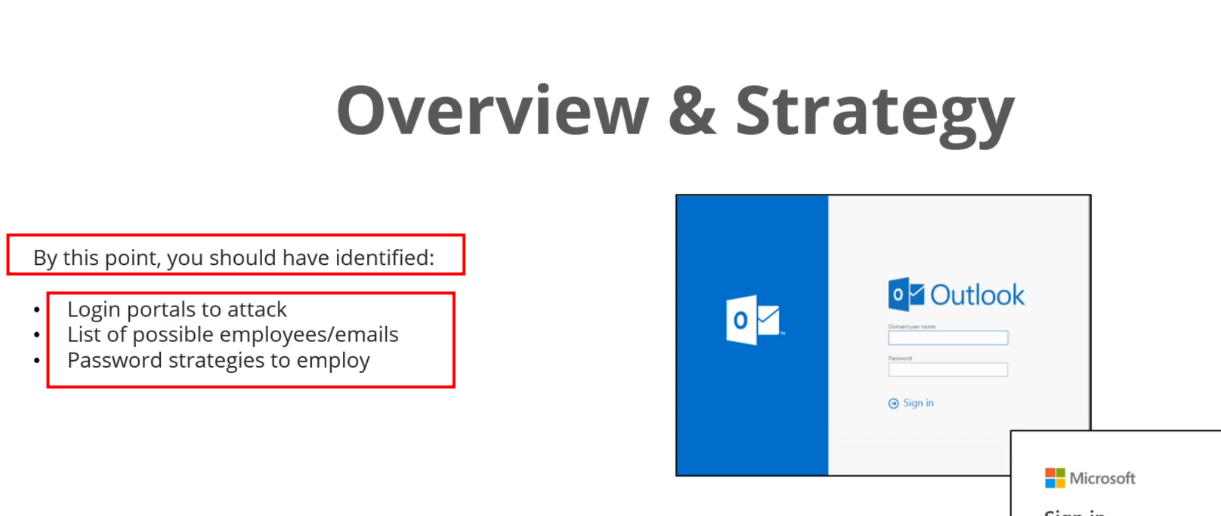 Overview & Strategy
By this point, you should have identified:
• Login portals to attack
• List of possible employees/emails
• Password strategies to employ
Outlook
Domain\user name:
Password:
Sign in
Microsoft
Sign in